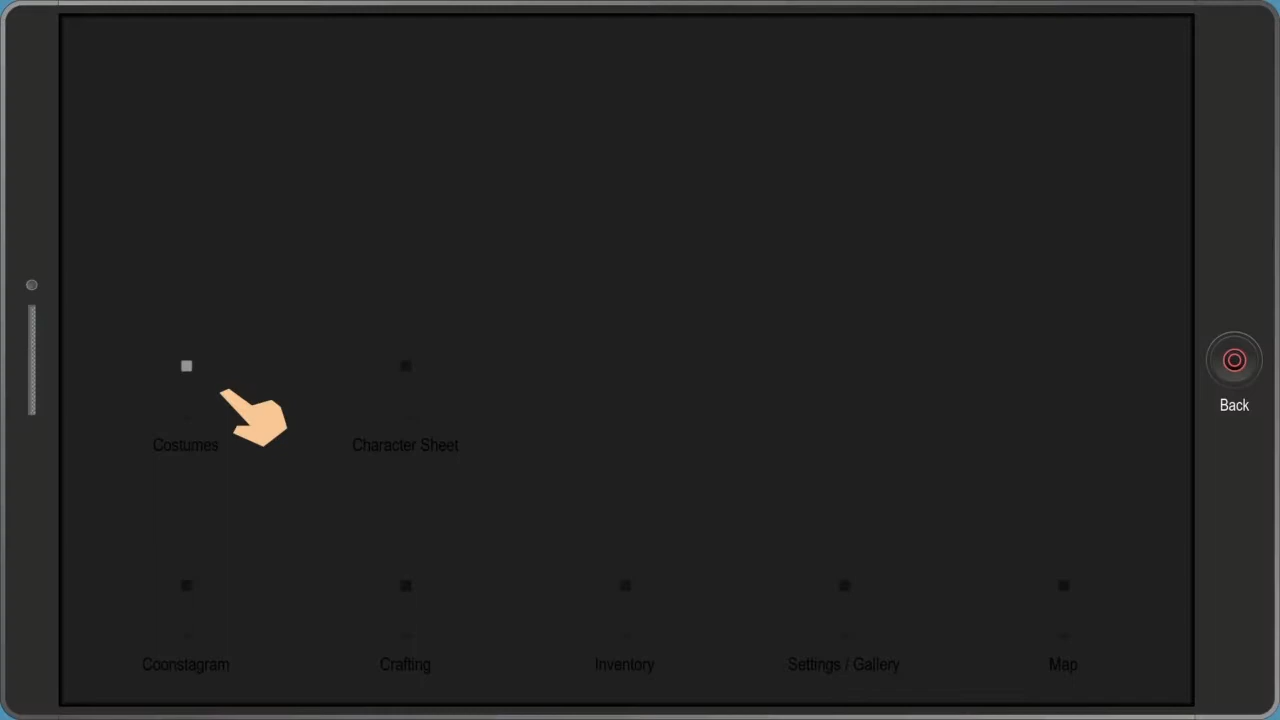 Back
Costumes
Character Sheet
Coonstagram
Crafting
Inventory
Settings / Gallery
Map